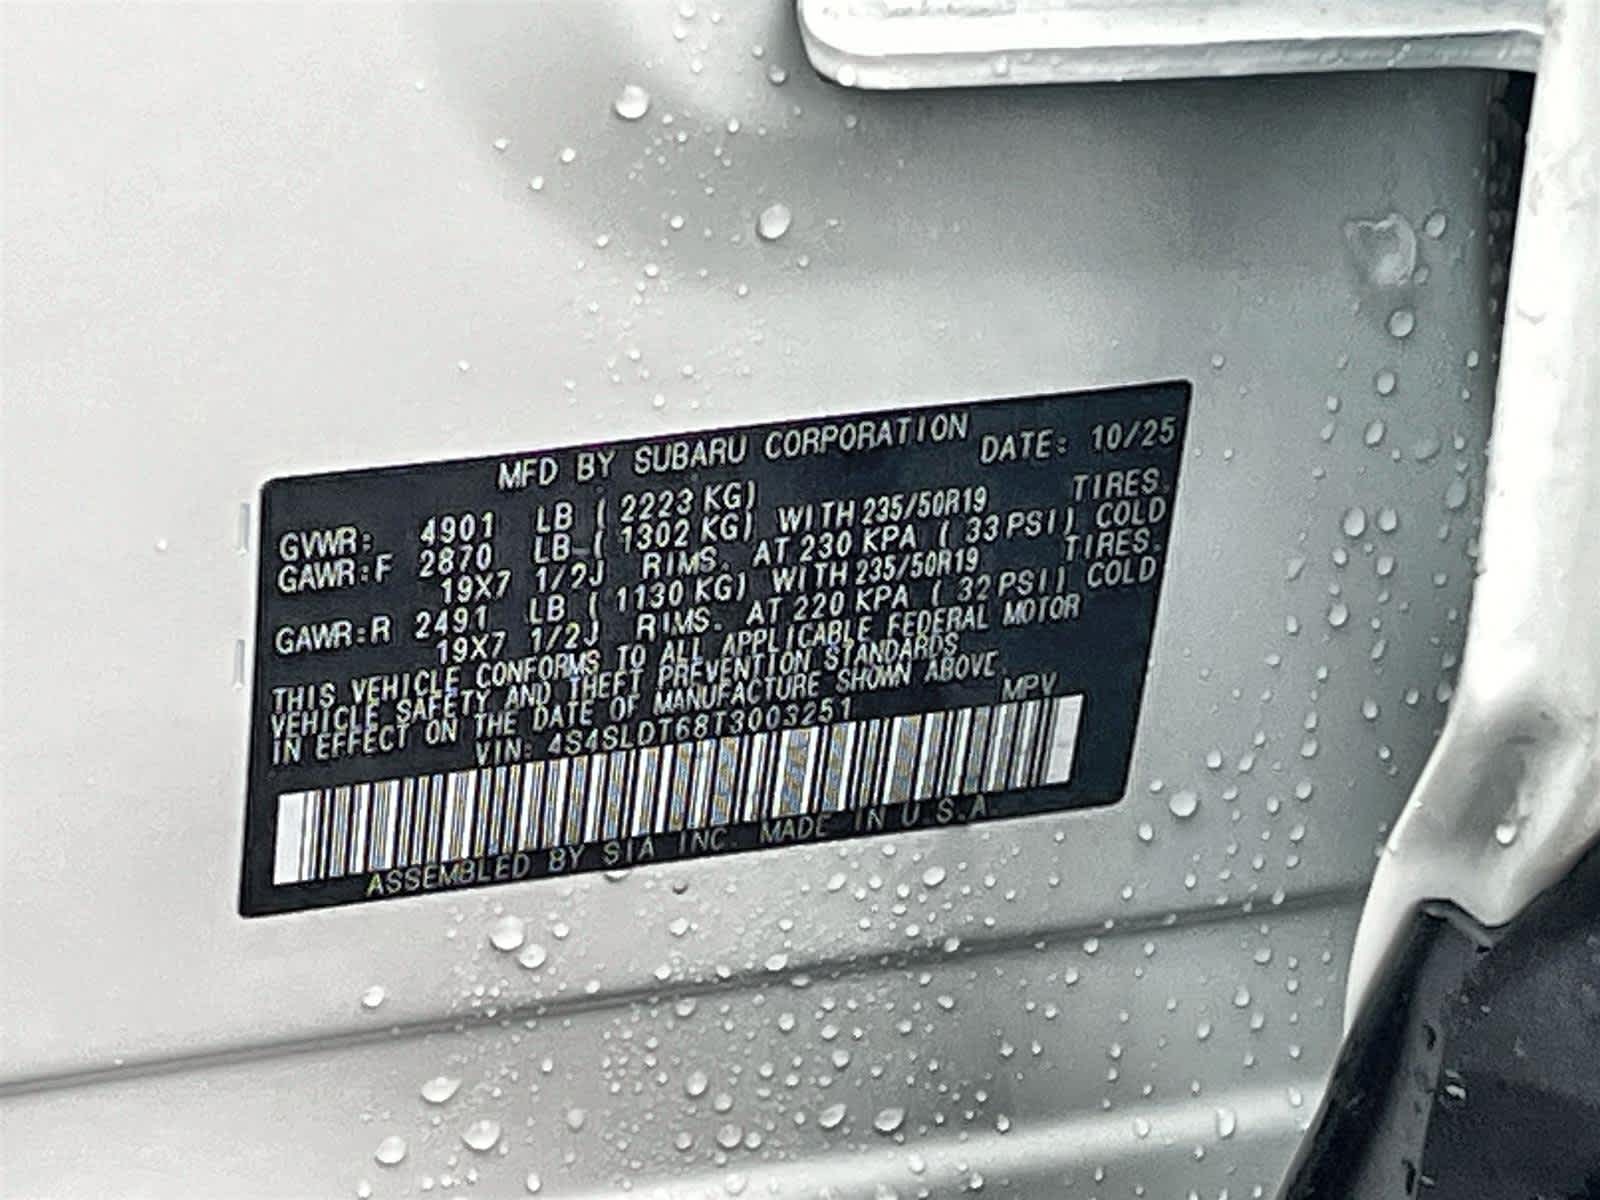 MFD BY SUBARU CORPORATION DATE: 10/25
GVWR: 4901 LB ( 2223 KG)
GAWR:F 2870 LB ( 1302 KG) WITH 235/50R19 TIRES.
19X7 1/2J RIMS. AT 230 KPA ( 33 PSI) COLD
GAWR:R 2491 LB ( 1130 KG) WITH 235/50R19 TIRES.
19X7 1/2J RIMS. AT 220 KPA ( 32 PSI) COLD
THIS VEHICLE CONFORMS TO ALL APPLICABLE FEDERAL MOTOR
VEHICLE SAFETY AND THEFT PREVENTION STANDARDS
IN EFFECT ON THE DATE OF MANUFACTURE SHOWN ABOVE
VIN: 4S4SLDT68T3003251 MPV
ASSEMBLED BY SIA INC. MADE IN U.S.A.